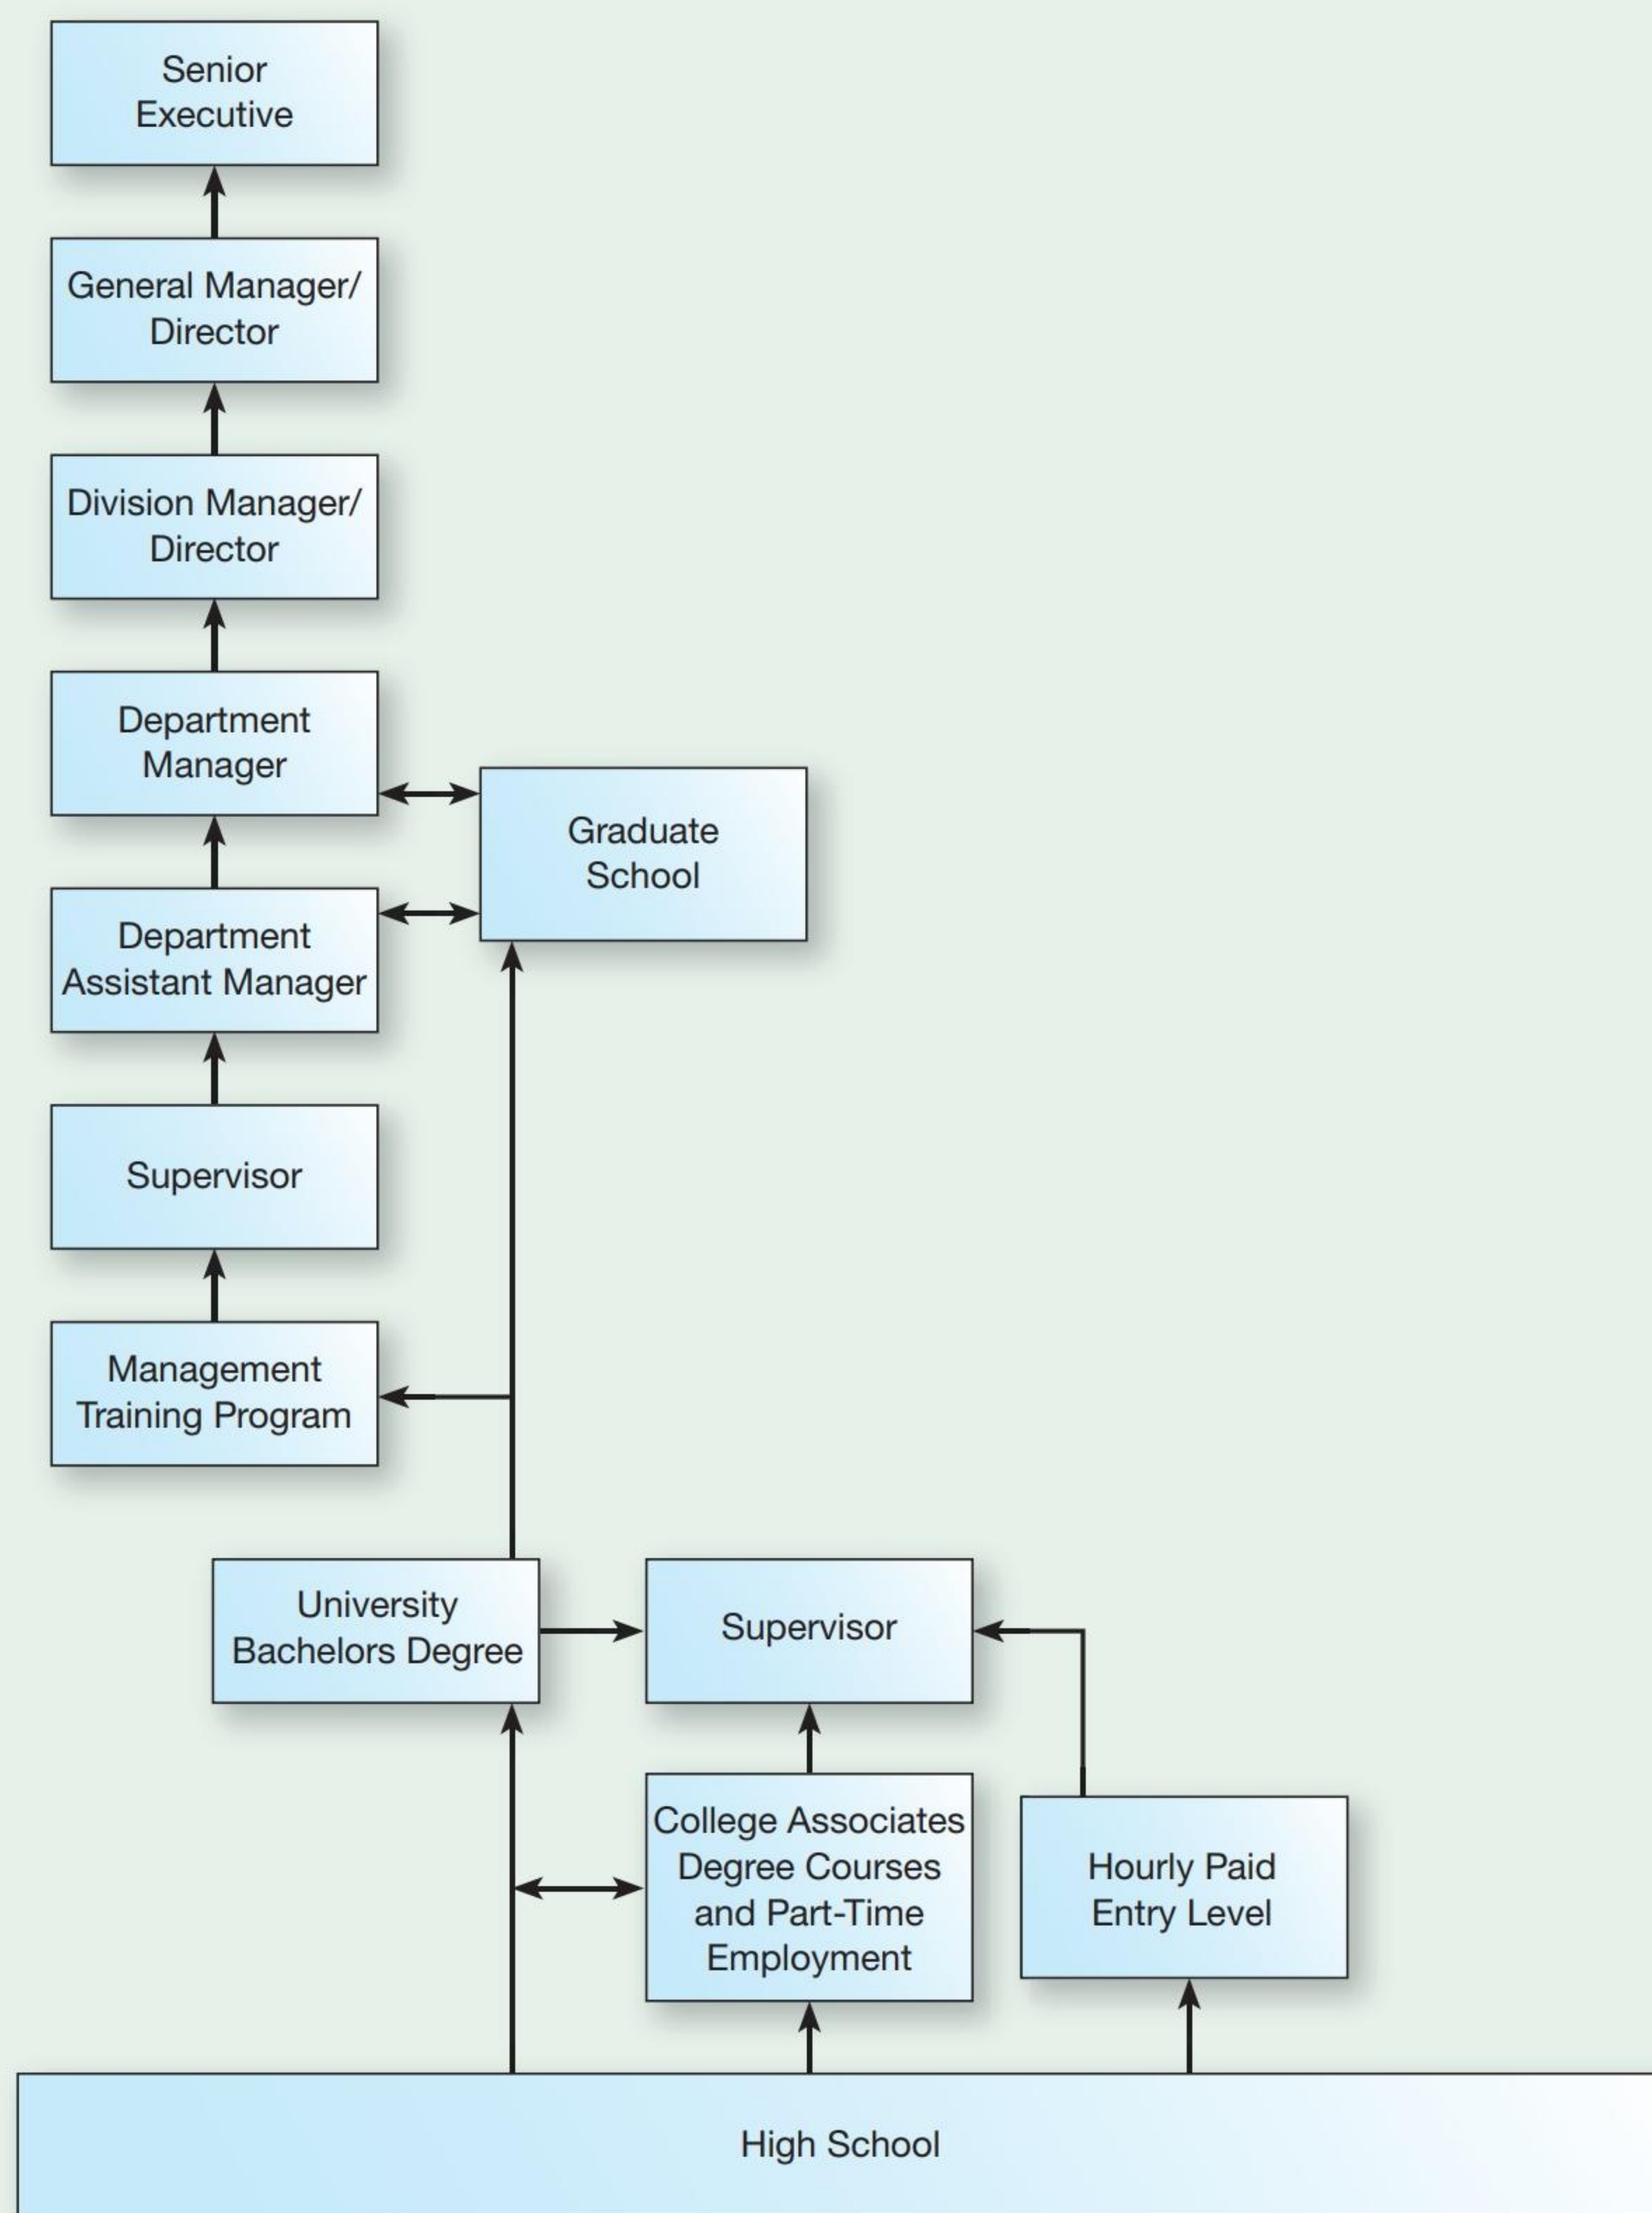 Senior
Executive
General Manager/
Director
Division Manager/
Director
Department
Manager
Graduate
School
Department
Assistant Manager
Supervisor
Management
Training Program
University
Bachelors Degree
Supervisor
College Associates
Degree Courses
and Part-Time
Employment
Hourly Paid
Entry Level
High School